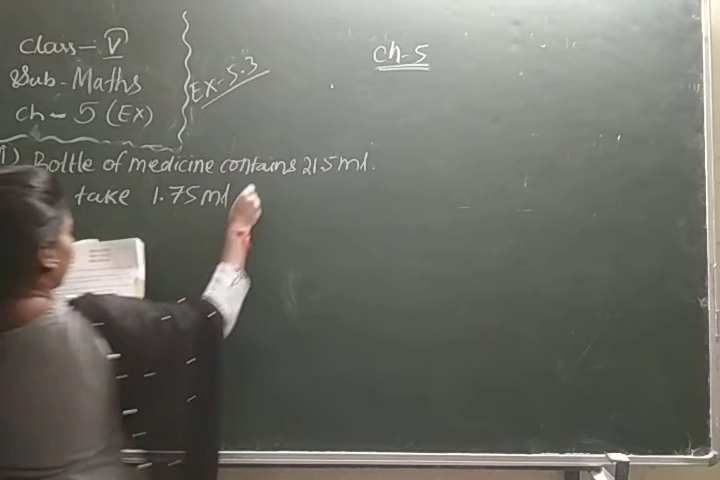 Class - V
Sub - Maths
Ch - 5 (Ex)
Ex - 5.3
Ch - 5
1) Bottle of medicine contains 21.5 ml.
take 1.75 ml